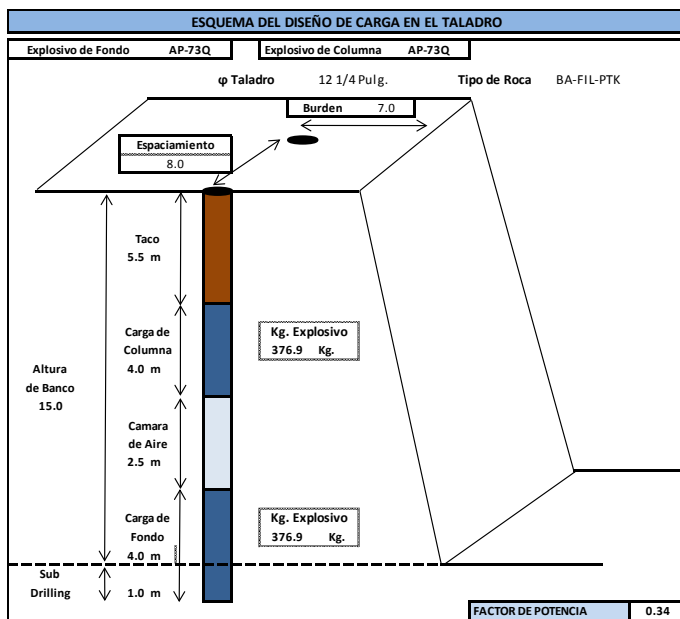 ESQUEMA DEL DISEÑO DE CARGA EN EL TALADRO
Explosivo de Fondo AP-73Q Explosivo de Columna AP-73Q
φ Taladro 12 1/4 Pulg. Tipo de Roca BA-FIL-PTK
Burden 7.0
Espaciamiento
8.0
Taco
5.5 m
Carga de
Columna
4.0 m
Kg. Explosivo
376.9 Kg.
Altura
de Banco
15.0
Camara
de Aire
2.5 m
Carga de
Fondo
4.0 m
Kg. Explosivo
376.9 Kg.
Sub
Drilling 1.0 m
FACTOR DE POTENCIA 0.34